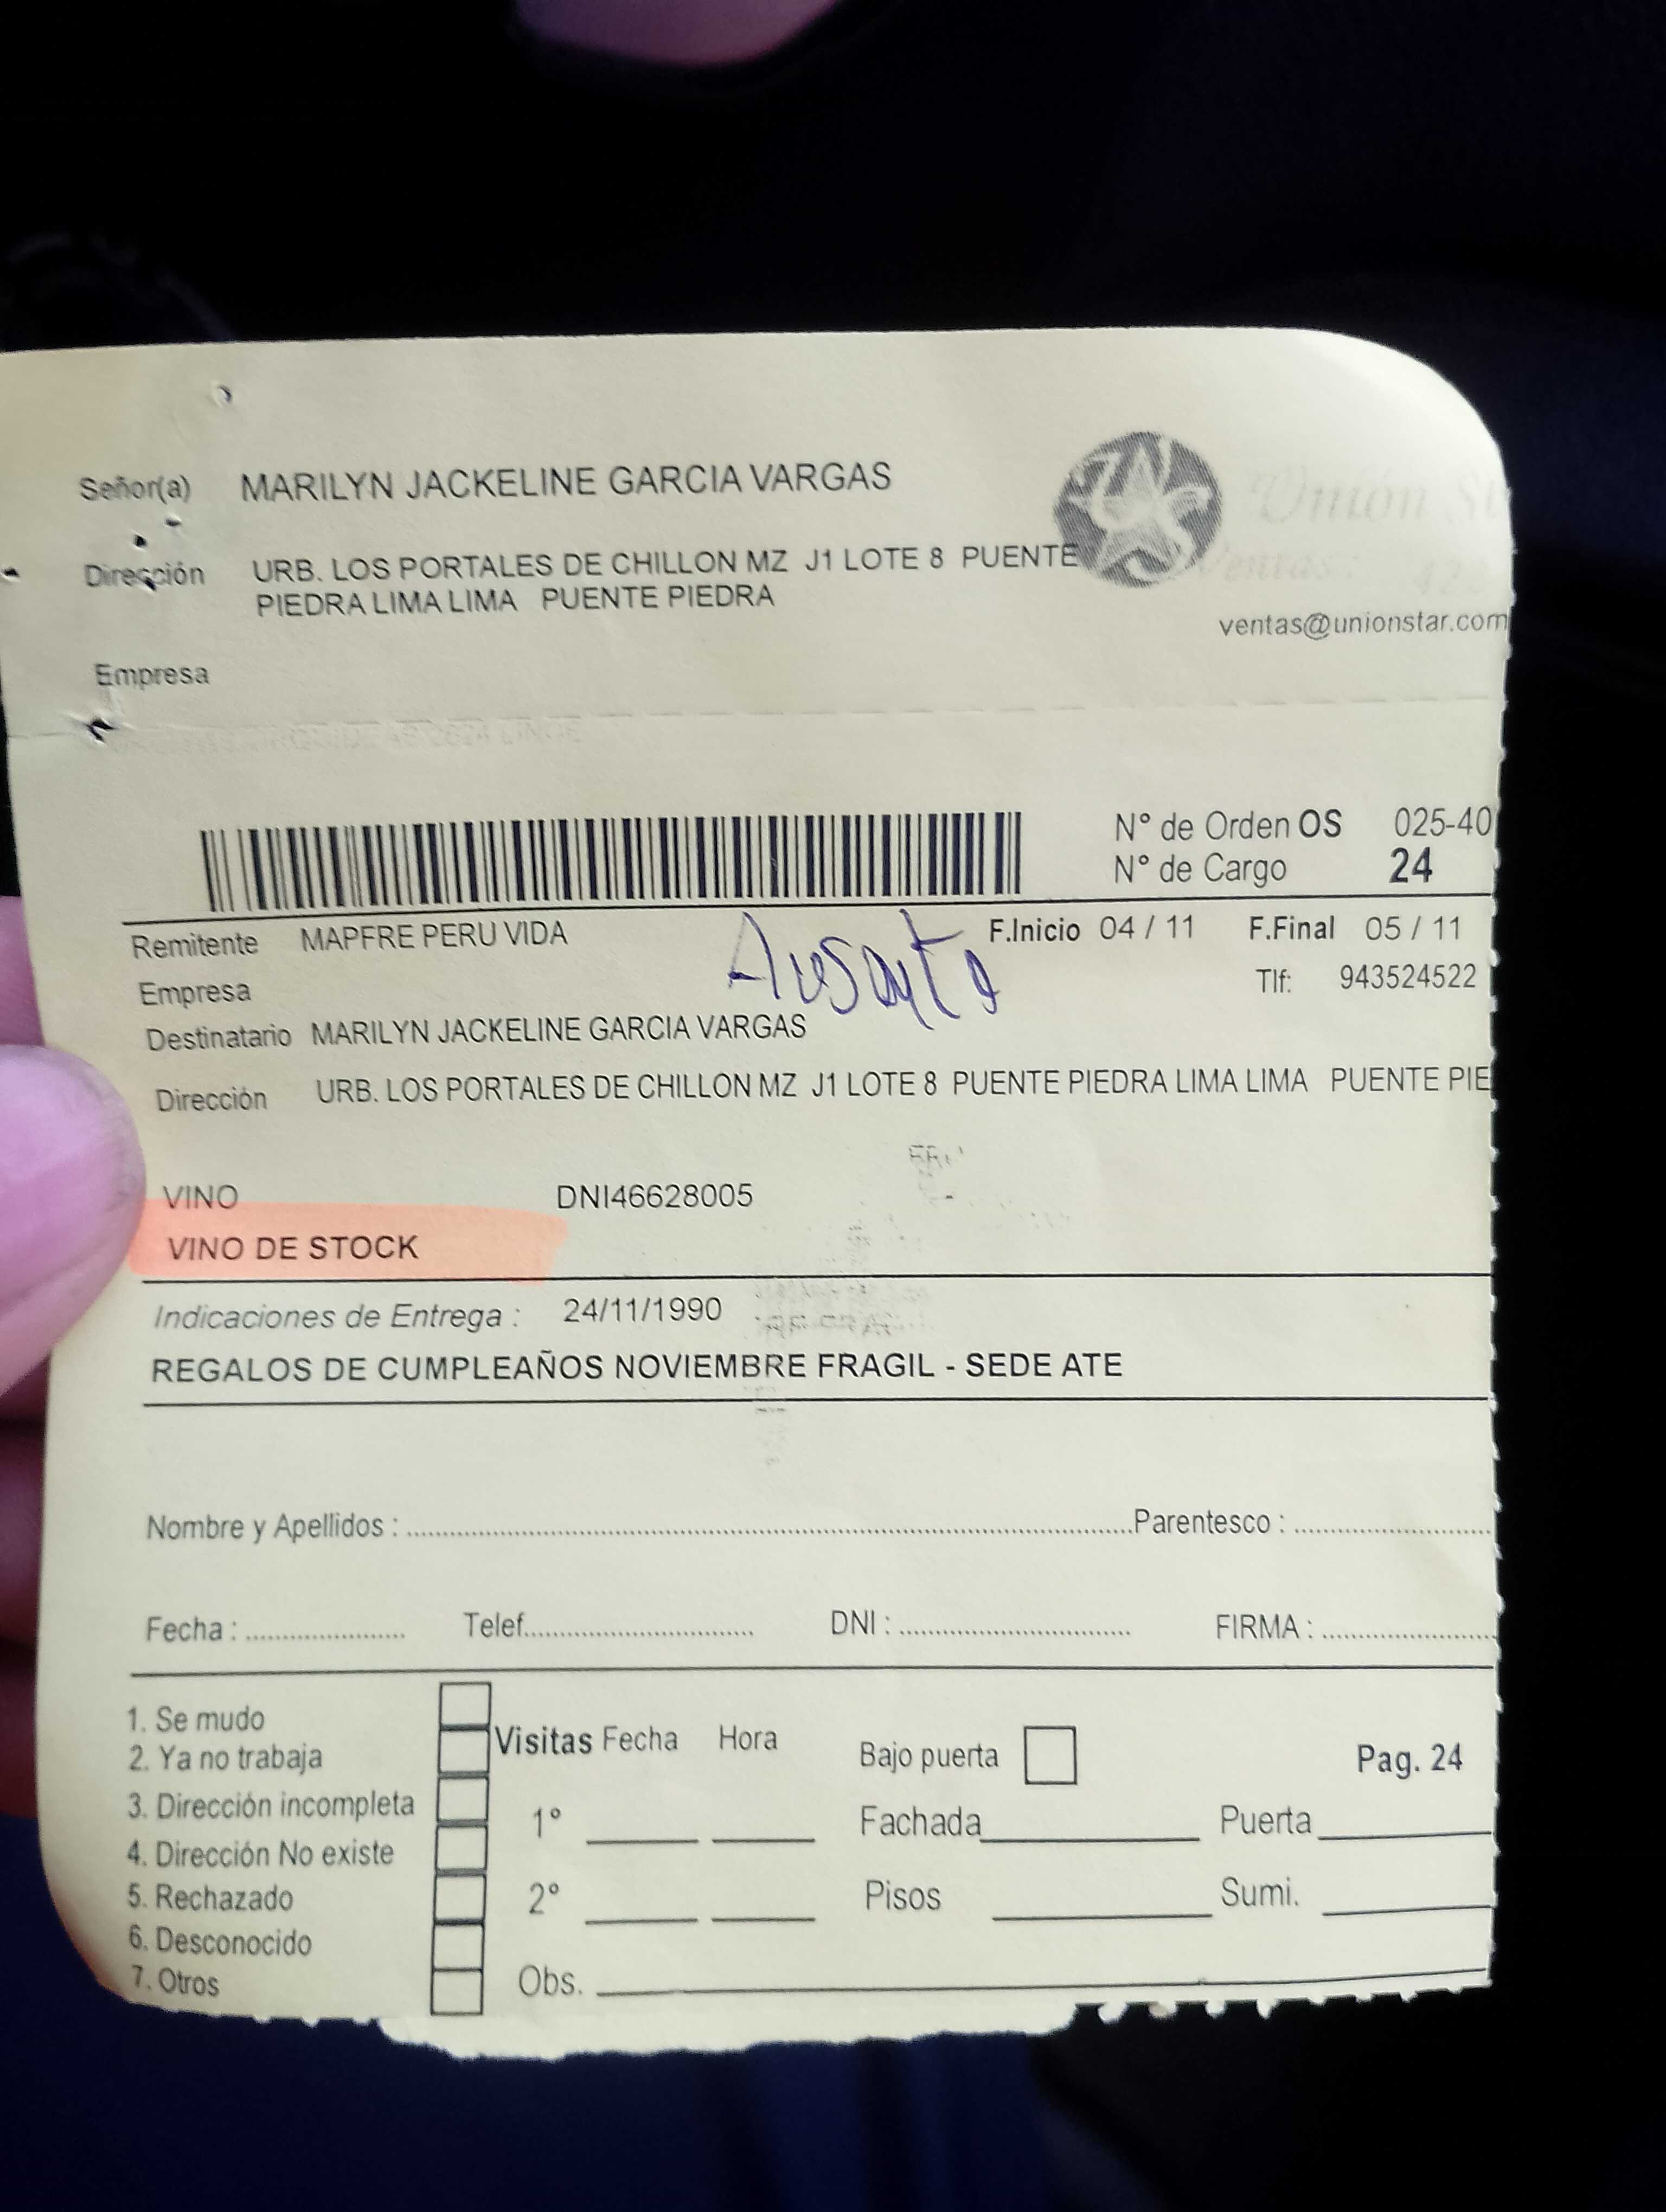 Señor(a) MARILYN JACKELINE GARCIA VARGAS
Dirección URB. LOS PORTALES DE CHILLON MZ J1 LOTE 8 PUENTE
PIEDRA LIMA LIMA PUENTE PIEDRA
Unión
Ventas:
ventas@unionstar.com
Empresa
N° de Orden OS 025-40
N° de Cargo 24
Remitente MAPFRE PERU VIDA F.Inicio 04 / 11 F.Final 05 / 11
Empresa Tlf: 943524522
Destinatario MARILYN JACKELINE GARCIA VARGAS
Dirección URB. LOS PORTALES DE CHILLON MZ J1 LOTE 8 PUENTE PIEDRA LIMA LIMA PUENTE PIE
VINO DNI46628005
VINO DE STOCK
Indicaciones de Entrega : 24/11/1990
REGALOS DE CUMPLEAÑOS NOVIEMBRE FRAGIL - SEDE ATE
Nombre y Apellidos : Parentesco :
Fecha : Telef. DNI : FIRMA :
1. Se mudo
2. Ya no trabaja
3. Dirección incompleta
4. Dirección No existe
5. Rechazado
6. Desconocido
7. Otros
Visitas Fecha Hora
1°
2°
Obs.
Bajo puerta Pag. 24
Fachada Puerta
Pisos Sumi.